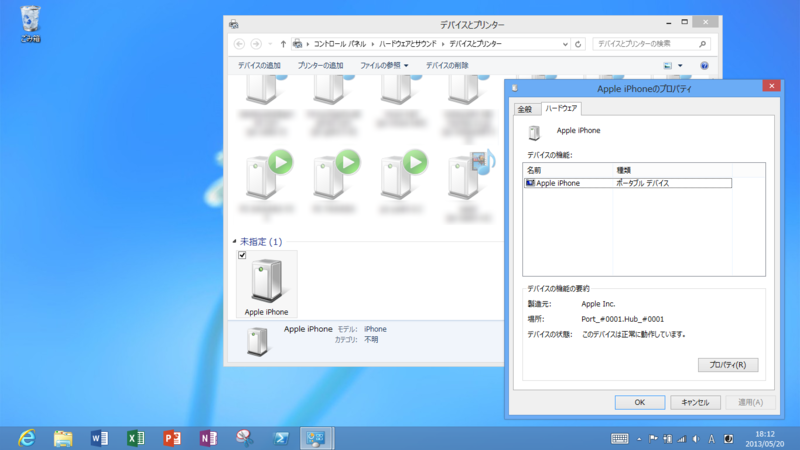 ごみ箱
デバイスとプリンター
コントロール パネル ハードウェアとサウンド デバイスとプリンター
デバイスとプリンターの検索
デバイスの追加 プリンターの追加 ファイルの参照 デバイスの削除
未指定 (1)
Apple iPhone
Apple iPhone モデル: iPhone
カテゴリ: 不明
Apple iPhoneのプロパティ
全般 ハードウェア
Apple iPhone
デバイスの機能:
名前 種類
Apple iPhone ポータブル デバイス
デバイスの機能の要約
製造元: Apple Inc.
場所: Port_#0001.Hub_#0001
デバイスの状態: このデバイスは正常に動作しています。
プロパティ(R)
OK キャンセル 適用(A)
A
18:12
2013/05/20